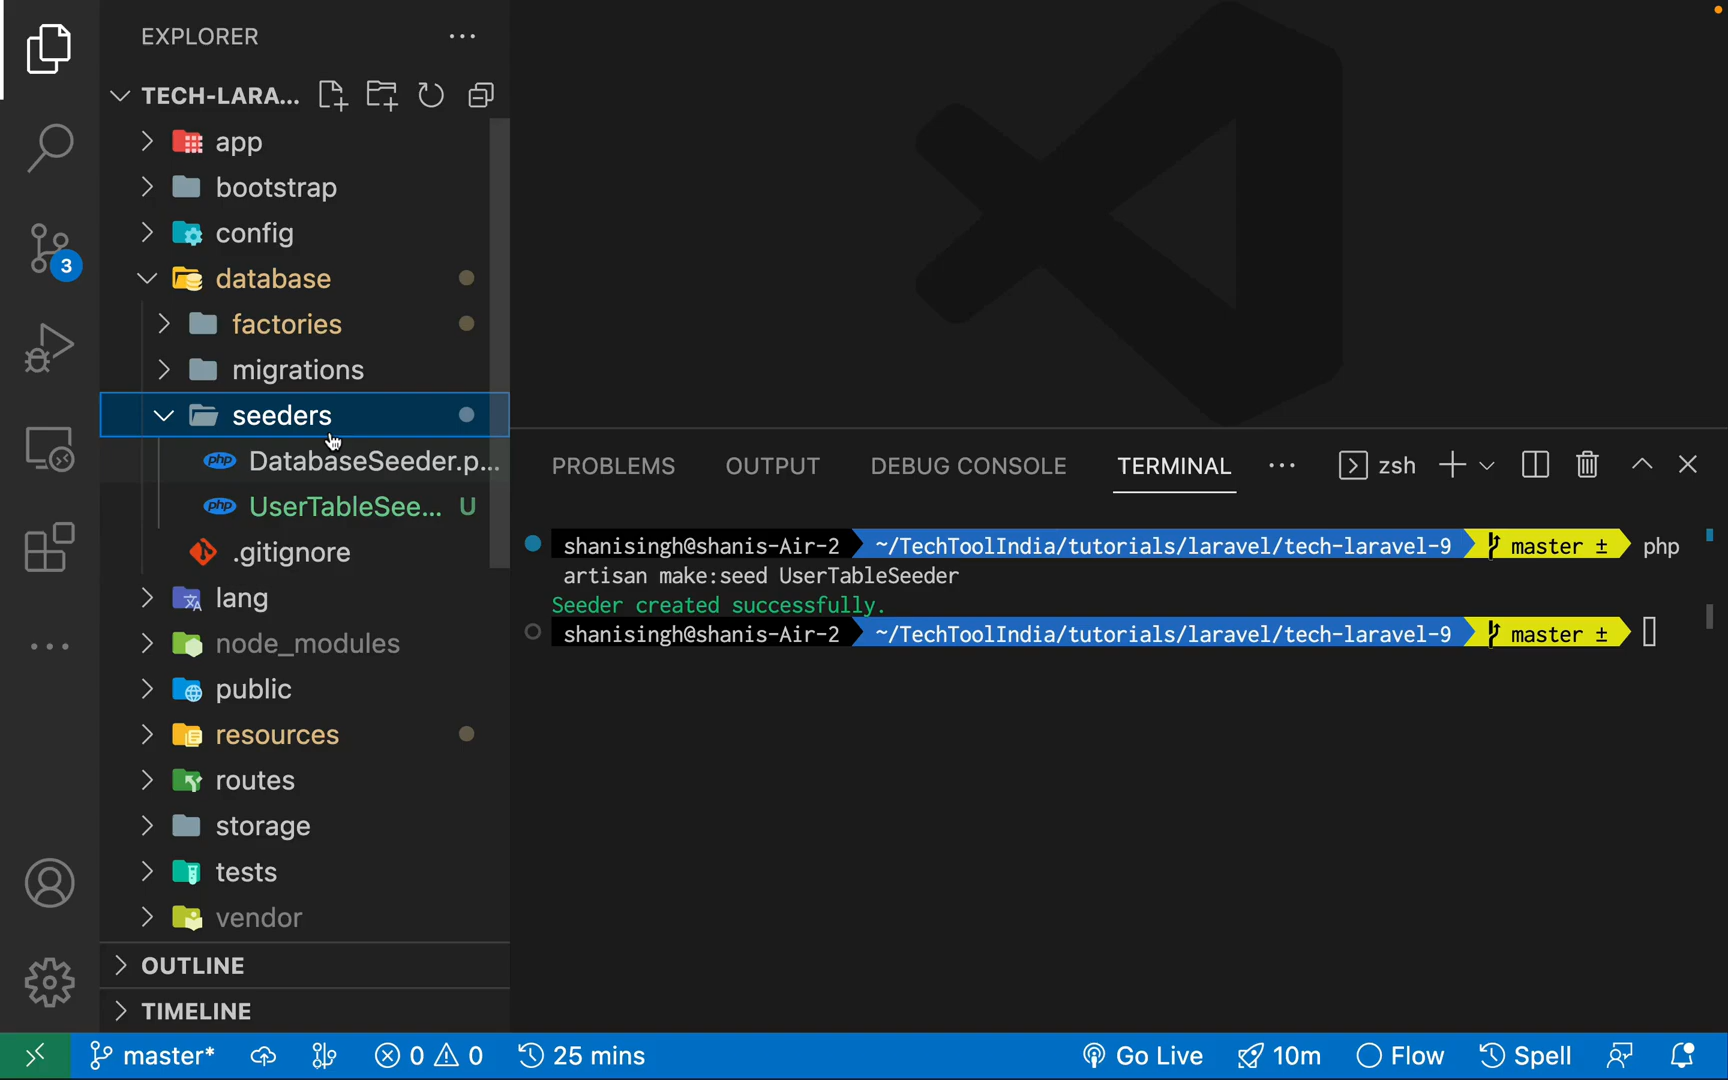 EXPLORER
TECH-LARA...
app
bootstrap
config
database
factories
migrations
seeders
php DatabaseSeeder.p...
php UserTableSee... U
.gitignore
lang
node_modules
public
resources
routes
storage
tests
vendor
OUTLINE
TIMELINE
3
PROBLEMS OUTPUT DEBUG CONSOLE TERMINAL ... zsh
shanisingh@shanis-Air-2 ~/TechToolIndia/tutorials/laravel/tech-laravel-9 master ± php
artisan make:seed UserTableSeeder
Seeder created successfully.
shanisingh@shanis-Air-2 ~/TechToolIndia/tutorials/laravel/tech-laravel-9 master ±
master* 0 0 25 mins Go Live 10m Flow Spell